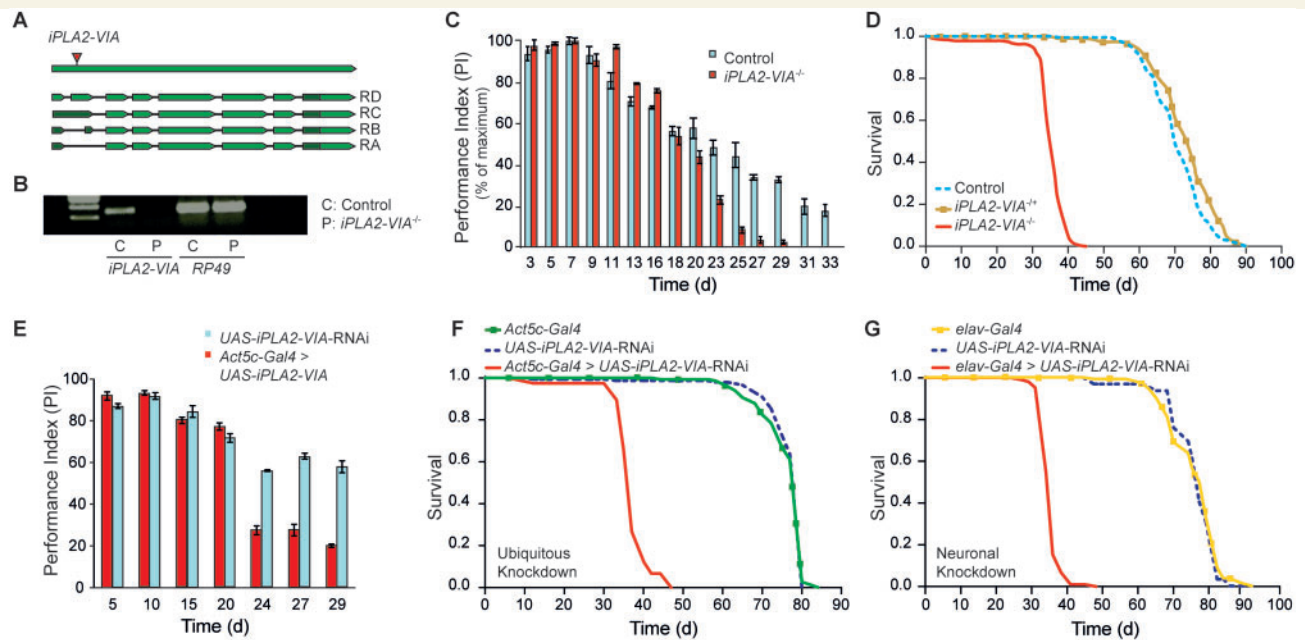 A
iPLA2-VIA
RD
RC
RB
RA
B
C: Control
P: iPLA2-VIA-/-
C P C P
iPLA2-VIA RP49
C
Performance Index (PI)
(% of maximum)
100
80
60
40
20
0
Control
iPLA2-VIA-/-
3 5 7 9 11 13 16 18 20 23 25 27 29 31 33
Time (d)
D
Survival
1.0
0.8
0.6
0.4
0.2
0.0
Control
iPLA2-VIA-/+
iPLA2-VIA-/-
0 10 20 30 40 50 60 70 80 90 100
Time (d)
E
UAS-iPLA2-VIA-RNAi
Act5c-Gal4 >
UAS-iPLA2-VIA
Performance Index (PI)
100
80
60
40
20
0
5 10 15 20 24 27 29
Time (d)
F
Act5c-Gal4
UAS-iPLA2-VIA-RNAi
Act5c-Gal4 > UAS-iPLA2-VIA-RNAi
Survival
1.0
0.8
0.6
0.4
0.2
0.0
Ubiquitous
Knockdown
0 10 20 30 40 50 60 70 80 90
Time (d)
G
elav-Gal4
UAS-iPLA2-VIA-RNAi
elav-Gal4 > UAS-iPLA2-VIA-RNAi
Survival
1.0
0.8
0.6
0.4
0.2
0.0
Neuronal
Knockdown
0 10 20 30 40 50 60 70 80 90 100
Time (d)